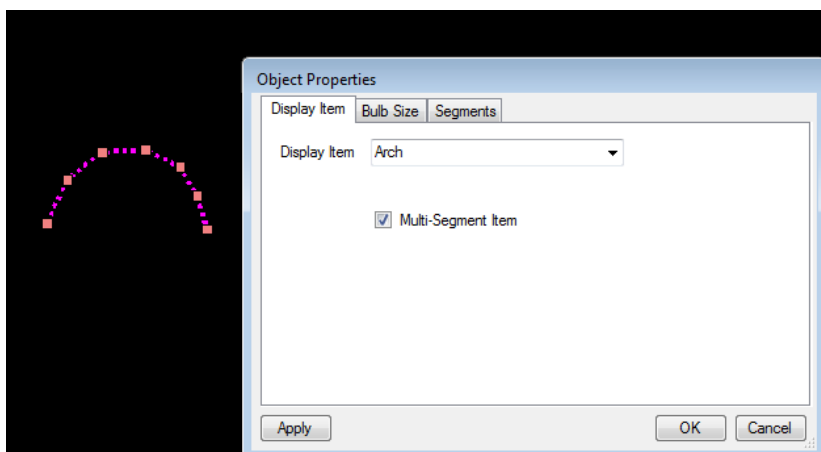 Object Properties
Display Item Bulb Size Segments
Display Item Arch
Multi-Segment Item
Apply OK Cancel